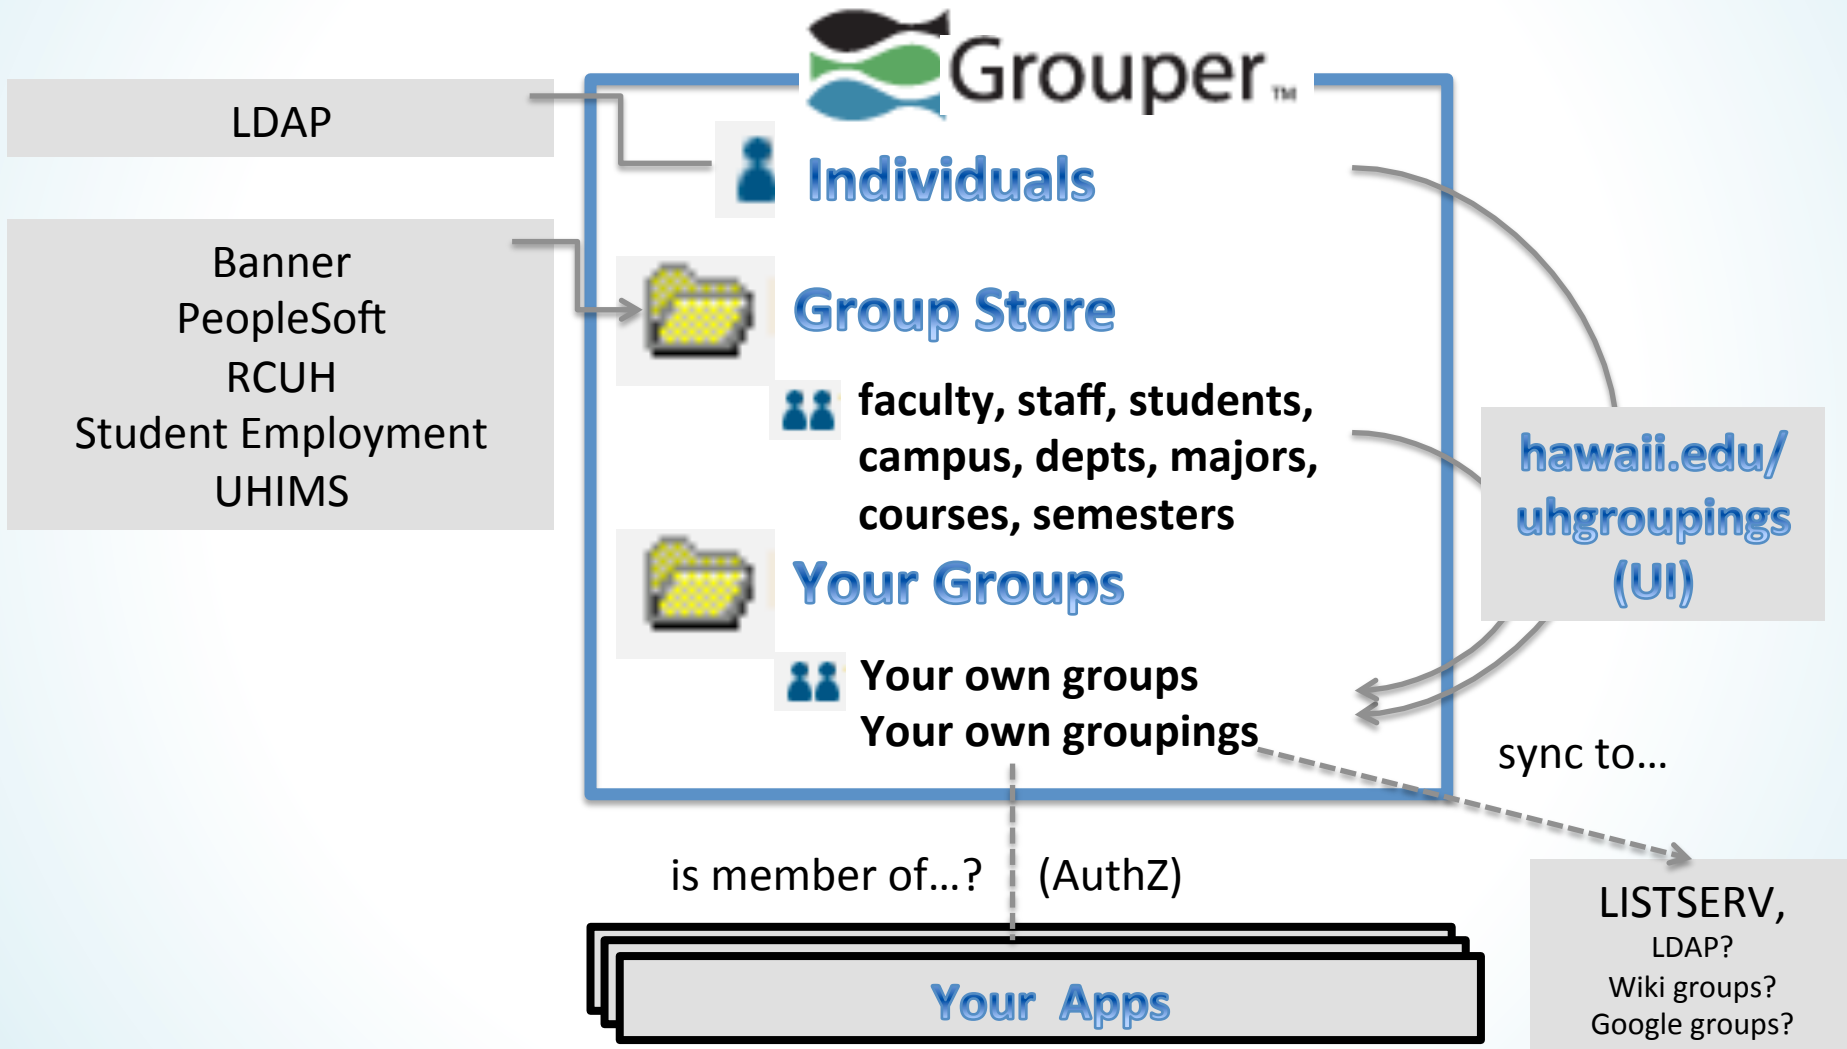 Grouper™
LDAP
Individuals
Banner
PeopleSoft
RCUH
Student Employment
UHIMS
Group Store
faculty, staff, students,
campus, depts, majors,
courses, semesters
hawaii.edu/
uhgroupings
(UI)
Your Groups
Your own groups
Your own groupings
sync to…
is member of…? (AuthZ)
LISTSERV,
LDAP?
Wiki groups?
Google groups?
Your Apps